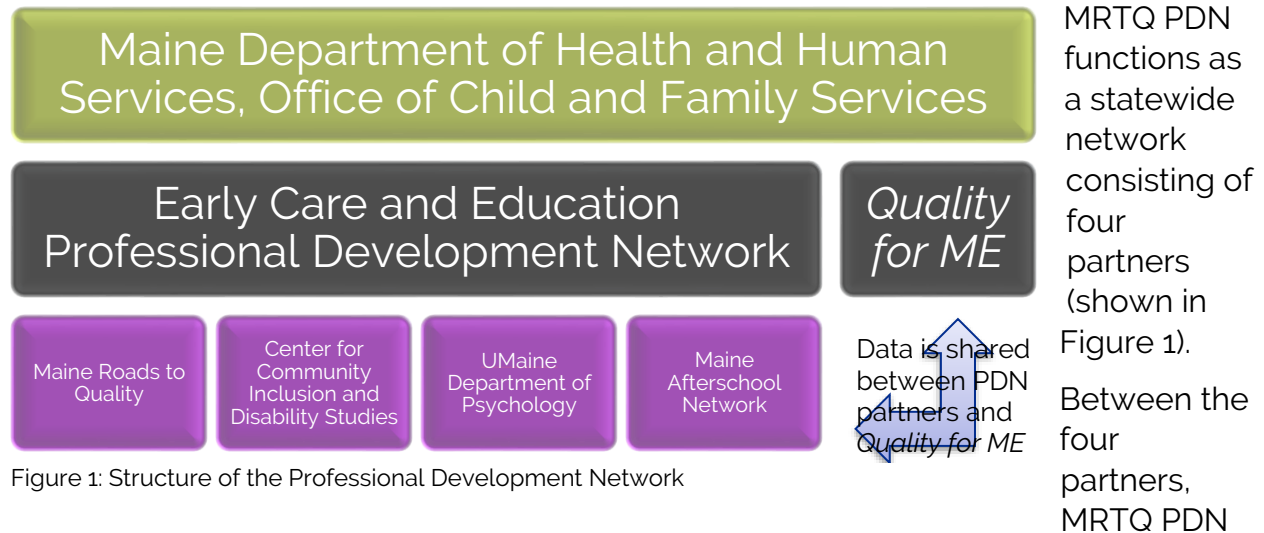 Maine Department of Health and Human
Services, Office of Child and Family Services
Early Care and Education
Professional Development Network
Quality
for ME
Maine Roads to
Quality
Center for
Community
Inclusion and
Disability Studies
UMaine
Department of
Psychology
Maine
Afterschool
Network
Data is shared
between PDN
partners and
Quality for ME
Figure 1: Structure of the Professional Development Network
MRTQ PDN
functions as
a statewide
network
consisting of
four
partners
(shown in
Figure 1).
Between the
four
partners,
MRTQ PDN